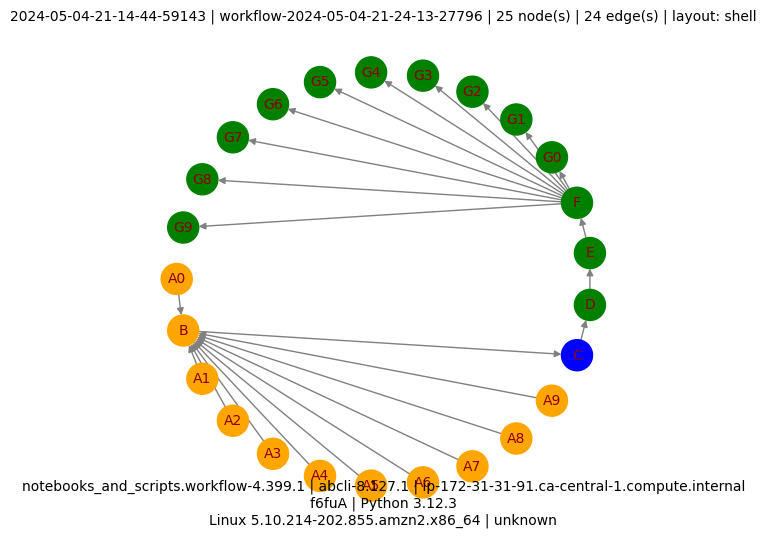 2024-05-04-21-14-44-59143 | workflow-2024-05-04-21-24-13-27796 | 25 node(s) | 24 edge(s) | layout: shell
G4
G3
G5
G2
G6
G1
G7
G0
G8
F
G9
E
A0
D
B
C
A1
A9
A2
A8
A3
A7
A4
A6
A5
notebooks_and_scripts.workflow-4.399.1 | abcli-8.127.1 | ip-172-31-31-91.ca-central-1.compute.internal
f6fuA | Python 3.12.3
Linux 5.10.214-202.855.amzn2.x86_64 | unknown